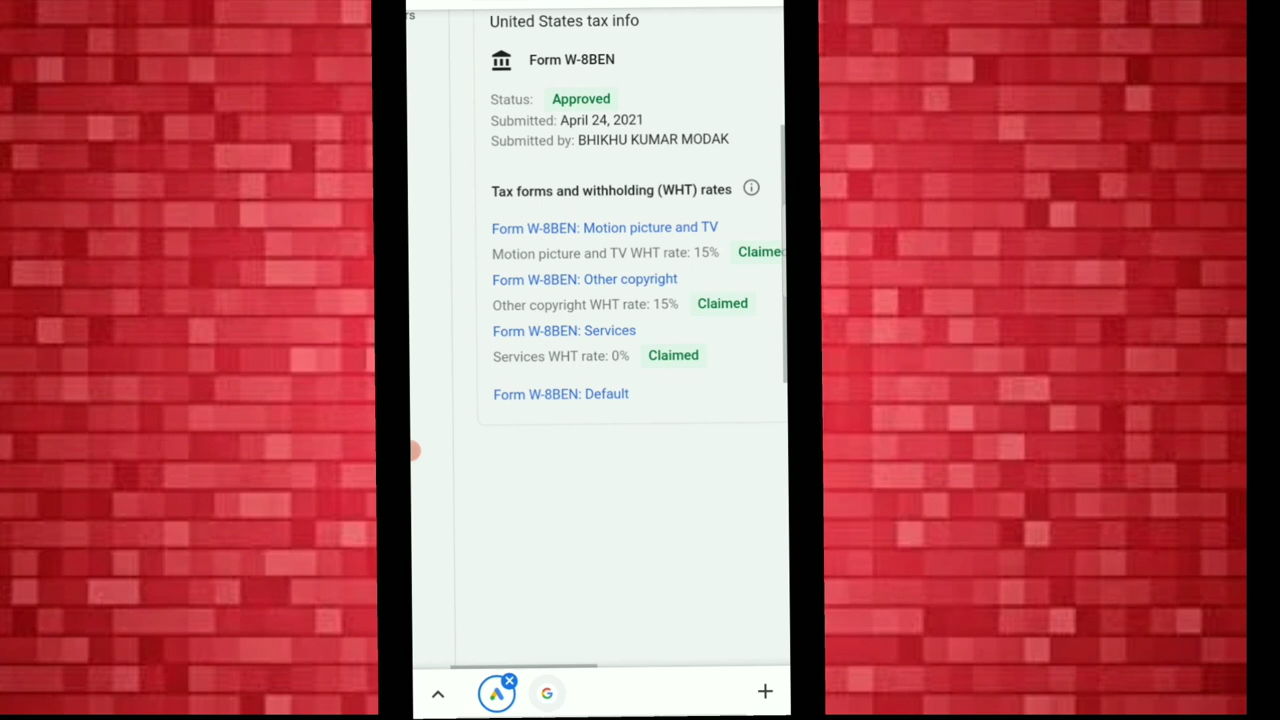 rs
United States tax info
Form W-8BEN
Status: Approved
Submitted: April 24, 2021
Submitted by: BHIKHU KUMAR MODAK
Tax forms and withholding (WHT) rates
Form W-8BEN: Motion picture and TV
Motion picture and TV WHT rate: 15% Claimed
Form W-8BEN: Other copyright
Other copyright WHT rate: 15% Claimed
Form W-8BEN: Services
Services WHT rate: 0% Claimed
Form W-8BEN: Default